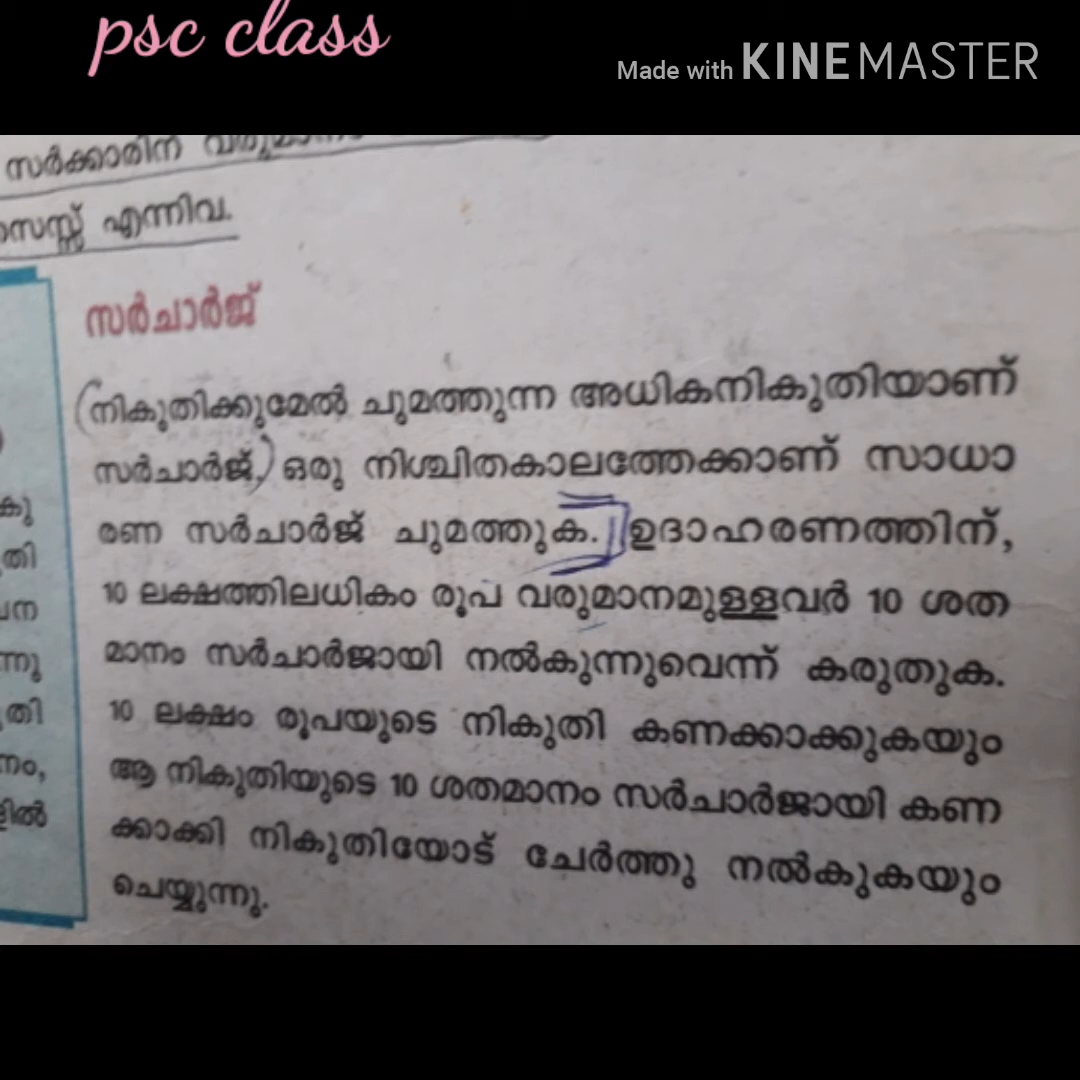 psc class
Made with KINEMASTER
സർക്കാരിന് വരുമാനം
സെസ്സ് എന്നിവ.
സർചാർജ്
(നികുതിക്കുമേൽ ചുമത്തുന്ന അധികനികുതിയാണ്
സർചാർജ്.) ഒരു നിശ്ചിതകാലത്തേക്കാണ് സാധാ
രണ സർചാർജ് ചുമത്തുക. ഉദാഹരണത്തിന്,
10 ലക്ഷത്തിലധികം രൂപ വരുമാനമുള്ളവർ 10 ശത
മാനം സർചാർജായി നൽകുന്നുവെന്ന് കരുതുക.
10 ലക്ഷം രൂപയുടെ നികുതി കണക്കാക്കുകയും
ആ നികുതിയുടെ 10 ശതമാനം സർചാർജായി കണ
ക്കാക്കി നികുതിയോട് ചേർത്തു നൽകുകയും
ചെയ്യുന്നു.
കു
തി
ന്നു
തി